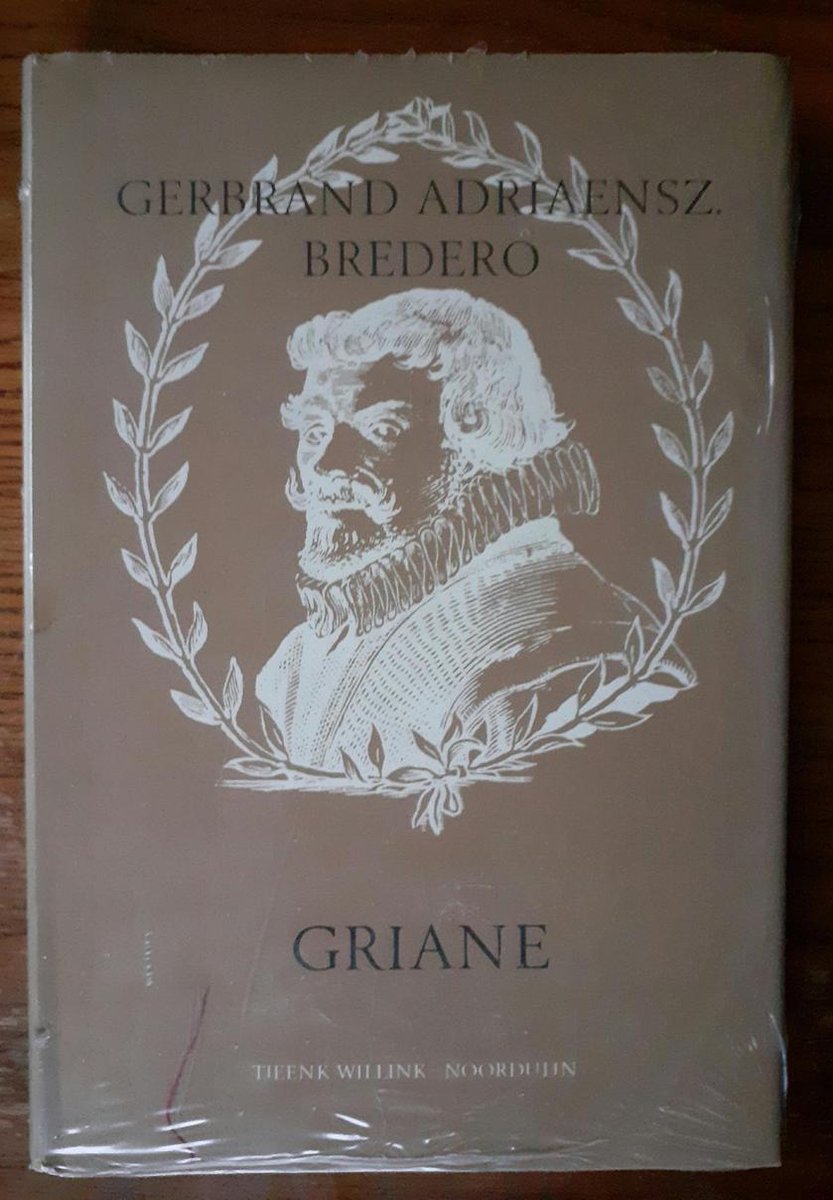 GERBRAND ADRIAENSZ.
BREDERO
GRIANE
TJEENK WILLINK NOORDUIJN